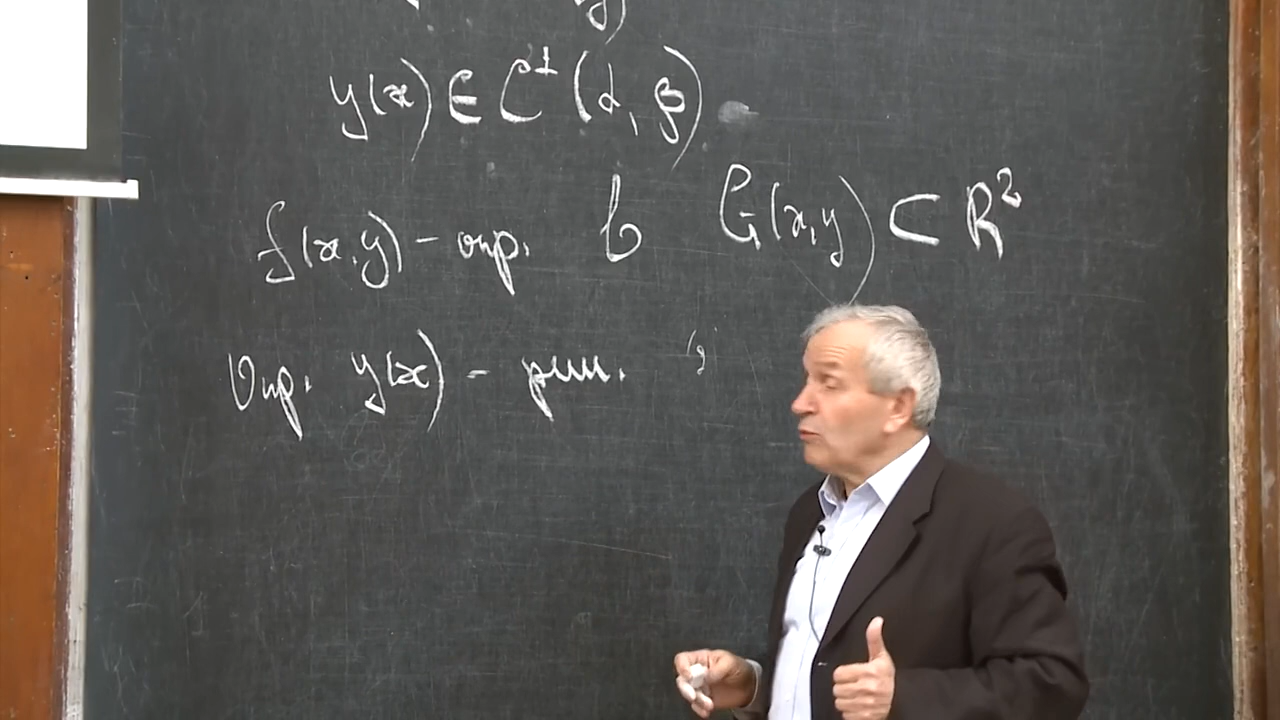 y)
y(x) ∈ C¹(α, β)
f(x,y) - опр. в G(x,y) ⊂ R²
Опр. y(x) - реш.